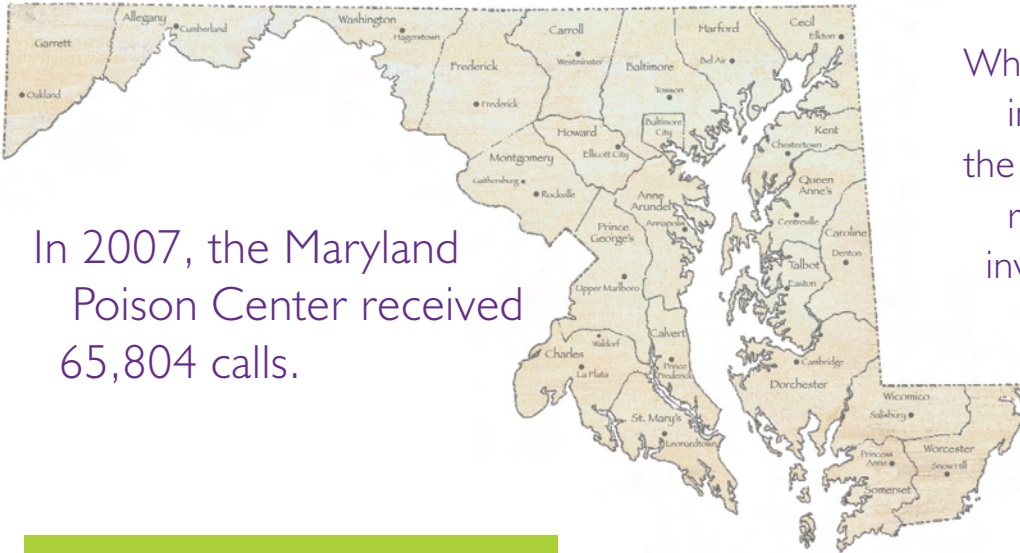 Garrett
Oakland
Allegany
Cumberland
Washington
Hagerstown
Frederick
Frederick
Carroll
Westminster
Baltimore
Towson
Baltimore
City
Harford
Bel Air
Cecil
Elkton
Howard
Ellicott City
Montgomery
Gaithersburg
Rockville
Kent
Chestertown
Queen
Anne's
Centreville
Anne
Arundel
Annapolis
Prince
George's
Upper Marlboro
Caroline
Denton
Talbot
Easton
Calvert
Prince
Frederick
Charles
Waldorf
La Plata
St. Mary's
Leonardtown
Cambridge
Dorchester
Wicomico
Salisbury
Worcester
Snow Hill
Princess
Anne
Somerset
In 2007, the Maryland
Poison Center received
65,804 calls.
the